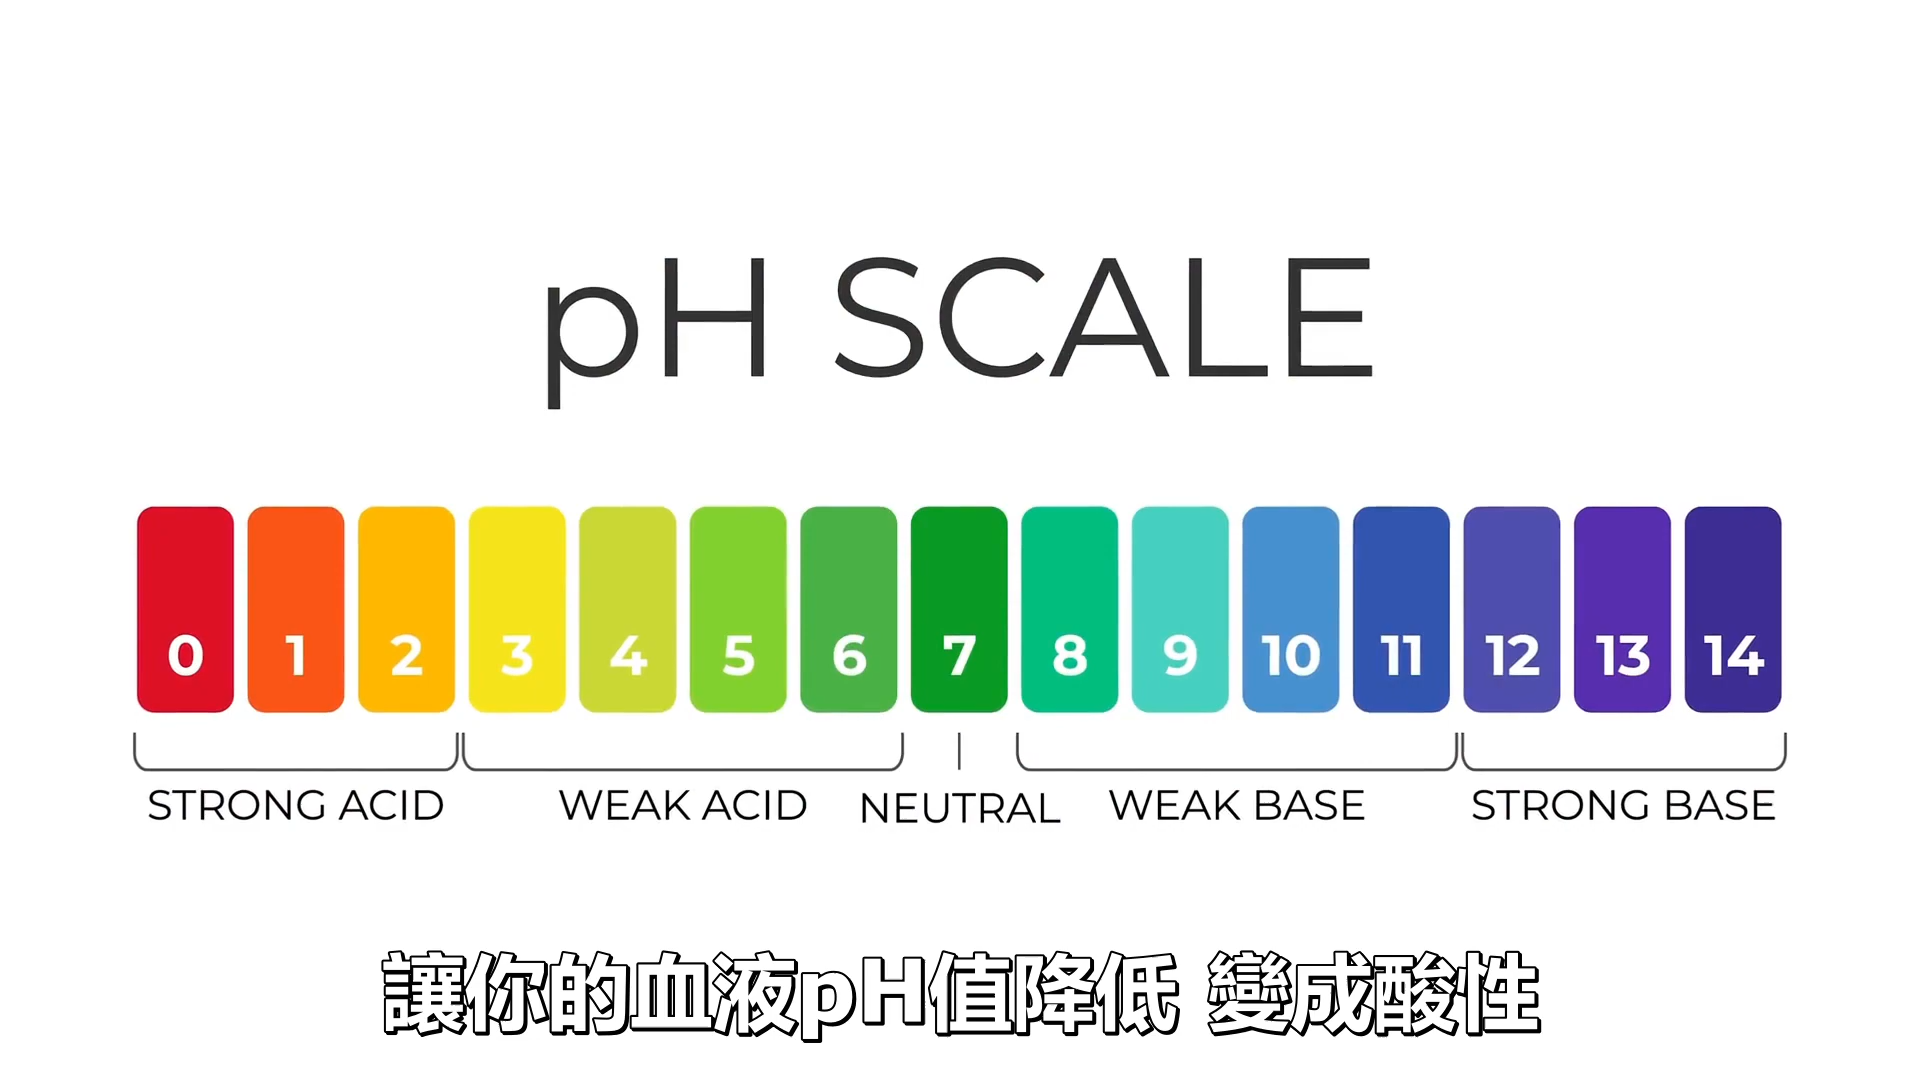 pH SCALE
0 1 2 3 4 5 6 7 8 9 10 11 12 13 14
STRONG ACID WEAK ACID NEUTRAL WEAK BASE STRONG BASE
讓你的血液pH值降低 變成酸性